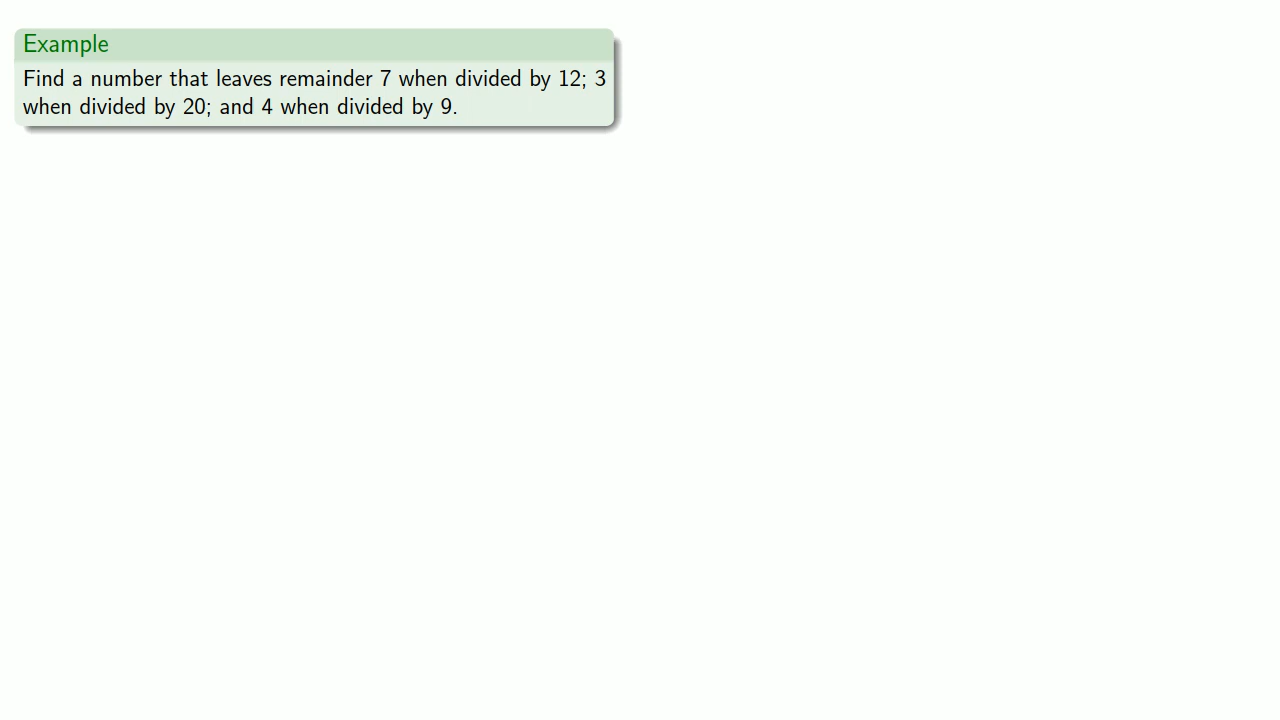 Example
Find a number that leaves remainder 7 when divided by 12; 3
when divided by 20; and 4 when divided by 9.